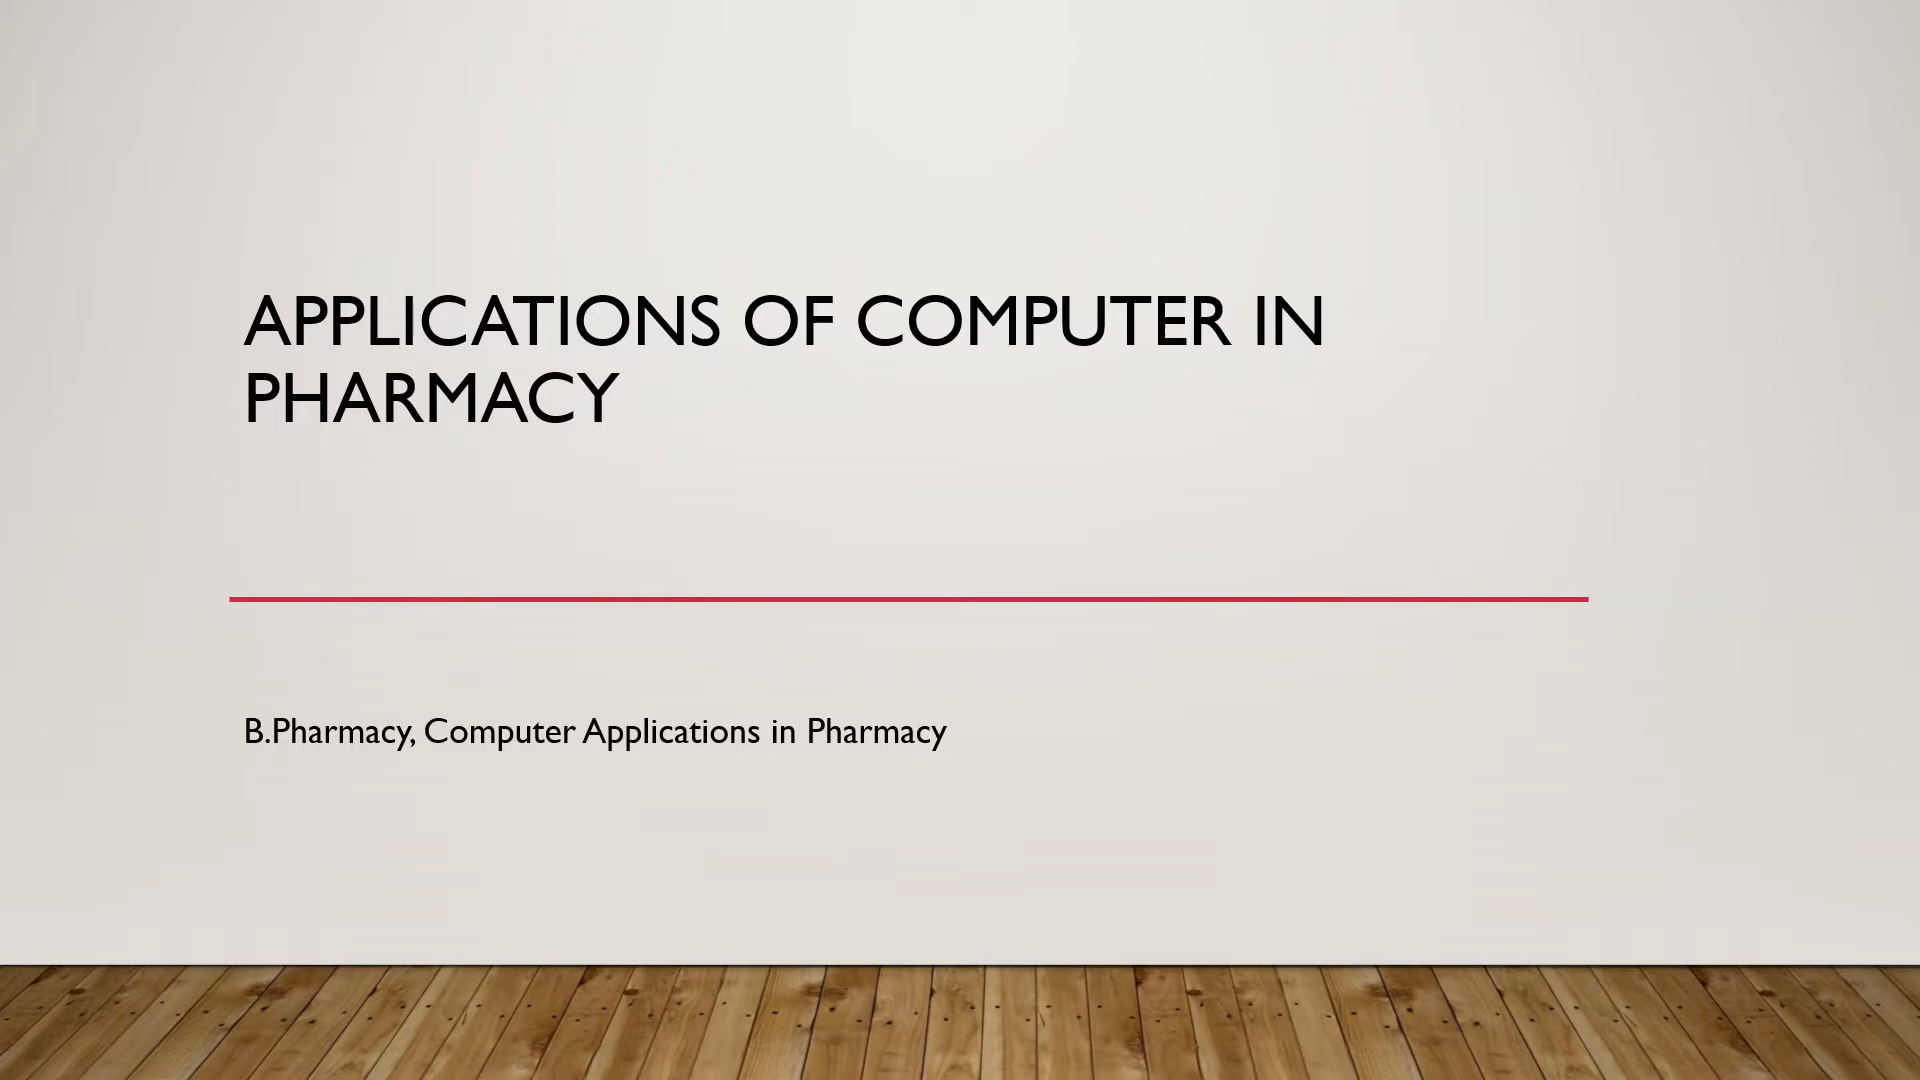 APPLICATIONS OF COMPUTER IN
PHARMACY
B.Pharmacy, Computer Applications in Pharmacy